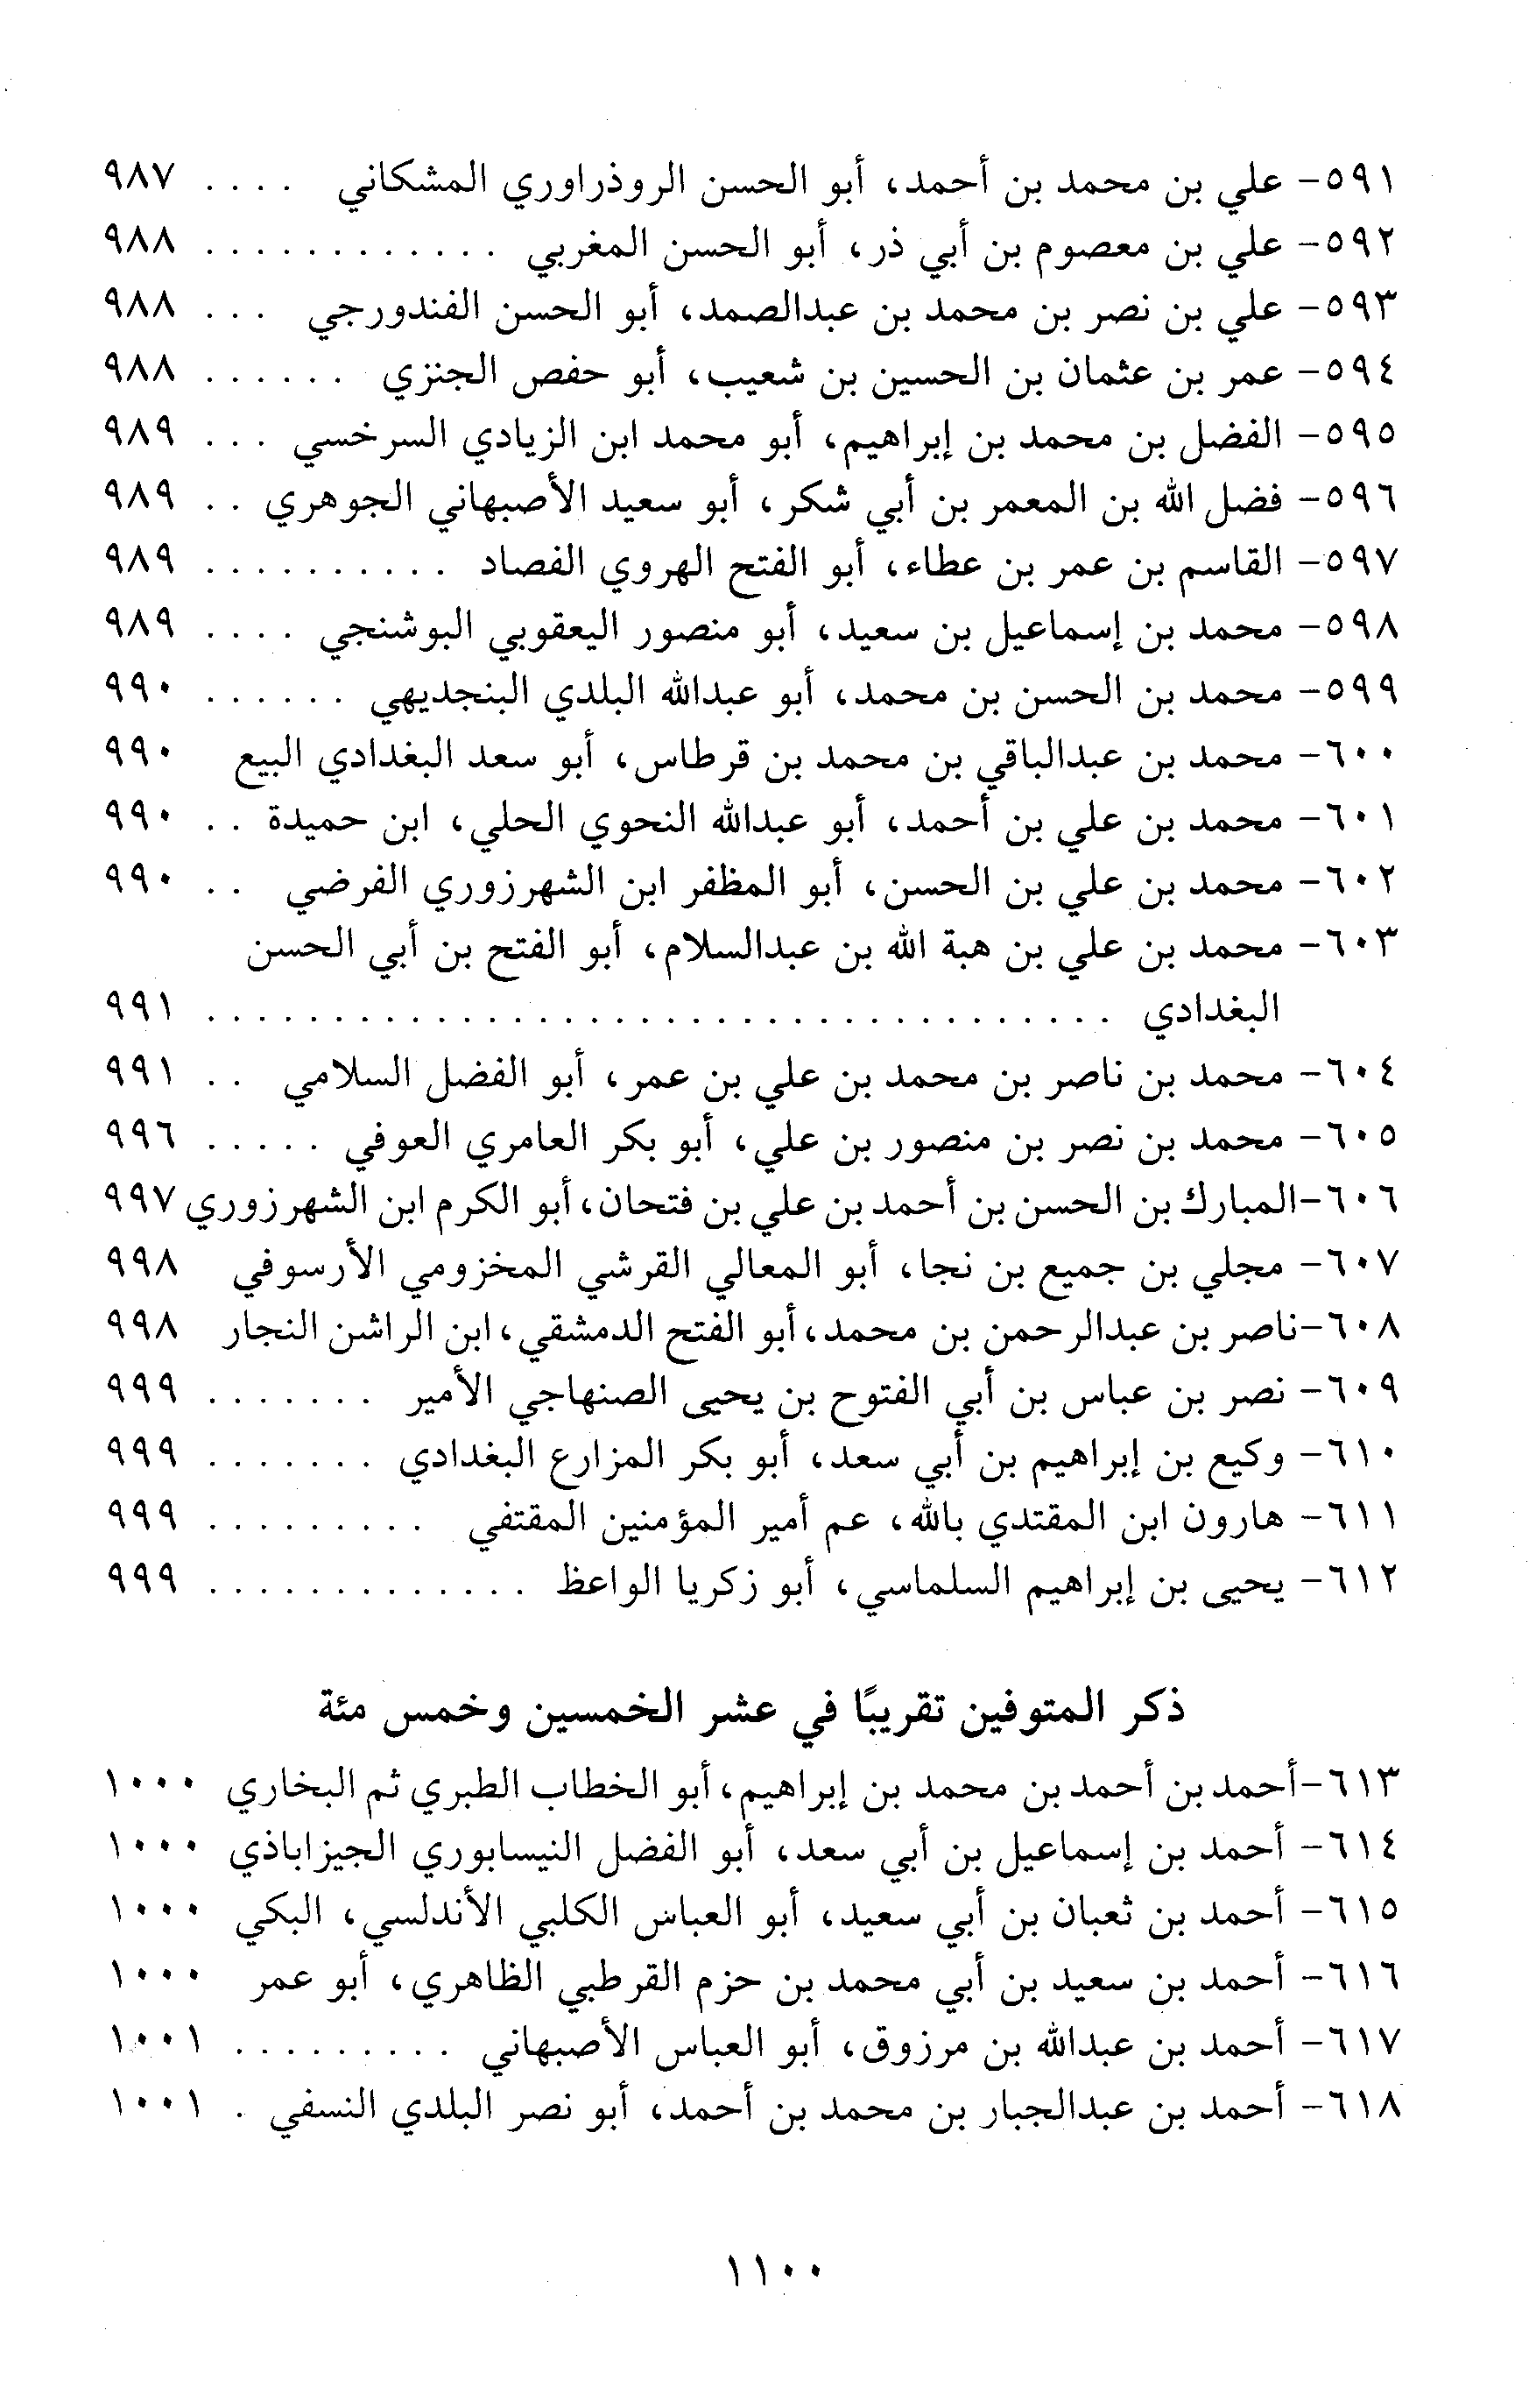 ٥٩١- علي بن محمد بن أحمد، أبو الحسن الروذراوري المشكاني . . . . ٩٨٧
٥٩٢- علي بن معصوم بن أبي ذر، أبو الحسن المغربي . . . . . . . . . . . . ٩٨٨
٥٩٣- علي بن نصر بن محمد بن عبدالصمد، أبو الحسن الفندورجي . . . ٩٨٨
٥٩٤- عمر بن عثمان بن الحسين بن شعيب، أبو حفص الجنزي . . . . . . ٩٨٨
٥٩٥- الفضل بن محمد بن إبراهيم، أبو محمد ابن الزيادي السرخسي . . . ٩٨٩
٥٩٦- فضل الله بن المعمر بن أبي شكر، أبو سعيد الأصبهاني الجوهري . . ٩٨٩
٥٩٧- القاسم بن عمر بن عطاء، أبو الفتح الهروي الفصاد . . . . . . . . . . ٩٨٩
٥٩٨- محمد بن إسماعيل بن سعيد، أبو منصور اليعقوبي البوشنجي . . . . ٩٨٩
٥٩٩- محمد بن الحسن بن محمد، أبو عبدالله البلدي البنجديهي . . . . . . ٩٩٠
٦٠٠- محمد بن عبدالباقي بن محمد بن قرطاس، أبو سعد البغدادي البيع ٩٩٠
٦٠١- محمد بن علي بن أحمد، أبو عبدالله النحوي الحلي، ابن حميدة . . ٩٩٠
٦٠٢- محمد بن علي بن الحسن، أبو المظفر ابن الشهرزوري الفرضي . . ٩٩٠
٦٠٣- محمد بن علي بن هبة الله بن عبدالسلام، أبو الفتح بن أبي الحسن
البغدادي . . . . . . . . . . . . . . . . . . . . . . . . . . . . . . . . . . . . ٩٩١
٦٠٤- محمد بن ناصر بن محمد بن علي بن عمر، أبو الفضل السلامي . . ٩٩١
٦٠٥- محمد بن نصر بن منصور بن علي، أبو بكر العامري العوفي . . . . . ٩٩٦
٦٠٦-المبارك بن الحسن بن أحمد بن علي بن فتحان، أبو الكرم ابن الشهرزوري ٩٩٧
٦٠٧- مجلي بن جميع بن نجا، أبو المعالي القرشي المخزومي الأرسوفي ٩٩٨
٦٠٨-ناصر بن عبدالرحمن بن محمد، أبو الفتح الدمشقي، ابن الراشن النجار ٩٩٨
٦٠٩- نصر بن عباس بن أبي الفتوح بن يحيى الصنهاجي الأمير . . . . . . . ٩٩٩
٦١٠- وكيع بن إبراهيم بن أبي سعد، أبو بكر المزارع البغدادي . . . . . . . ٩٩٩
٦١١- هارون ابن المقتدي بالله، عم أمير المؤمنين المقتفي . . . . . . . . . ٩٩٩
٦١٢- يحيى بن إبراهيم السلماسي، أبو زكريا الواعظ . . . . . . . . . . . . . ٩٩٩
ذكر المتوفين تقريبًا في عشر الخمسين وخمس مئة
٦١٣-أحمد بن أحمد بن محمد بن إبراهيم، أبو الخطاب الطبري ثم البخاري ١٠٠٠
٦١٤- أحمد بن إسماعيل بن أبي سعد، أبو الفضل النيسابوري الجيزاباذي ١٠٠٠
٦١٥- أحمد بن ثعبان بن أبي سعيد، أبو العباس الكلبي الأندلسي، البكي ١٠٠٠
٦١٦- أحمد بن سعيد بن أبي محمد بن حزم القرطبي الظاهري، أبو عمر ١٠٠٠
٦١٧- أحمد بن عبدالله بن مرزوق، أبو العباس الأصبهاني . . . . . . . . . ١٠٠١
٦١٨- أحمد بن عبدالجبار بن محمد بن أحمد، أبو نصر البلدي النسفي . ١٠٠١
١١٠٠